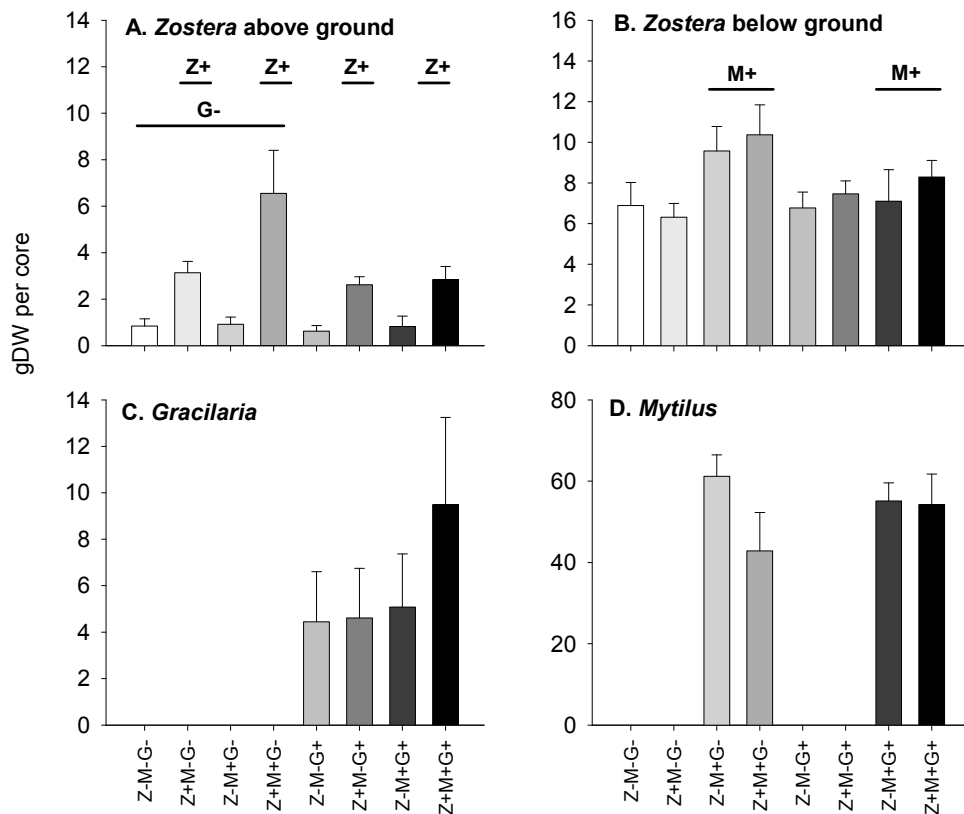 A. Zostera above ground
Z+ Z+ Z+ Z+
G-
14
12
10
8
6
4
2
0
B. Zostera below ground
M+ M+
16
14
12
10
8
6
4
2
0
gDW per core
C. Gracilaria
14
12
10
8
6
4
2
0
Z-M-G-
Z+M-G-
Z-M+G-
Z+M+G-
Z-M-G+
Z+M-G+
Z-M+G+
Z+M+G+
D. Mytilus
80
60
40
20
0
Z-M-G-
Z+M-G-
Z-M+G-
Z+M+G-
Z-M-G+
Z+M-G+
Z-M+G+
Z+M+G+